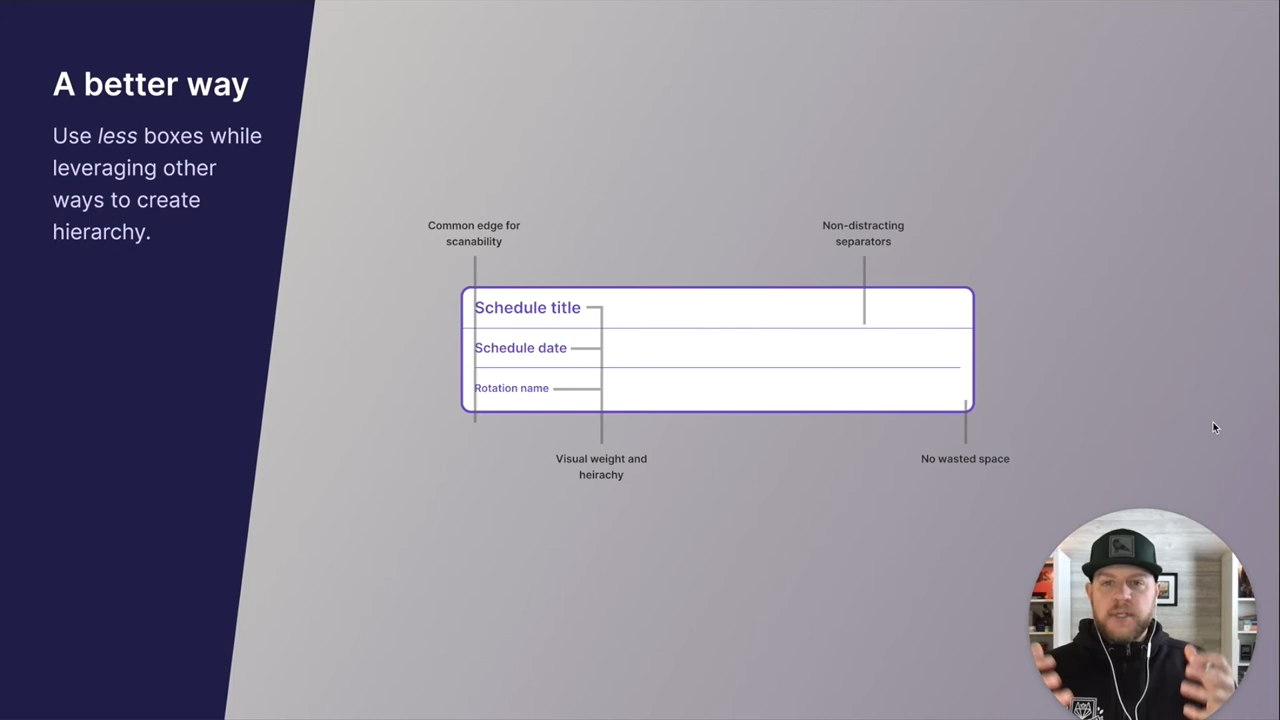 A better way
Use less boxes while
leveraging other
ways to create
hierarchy.
Common edge for
scanability
Non-distracting
separators
Schedule title
Schedule date
Rotation name
Visual weight and
heirachy
No wasted space